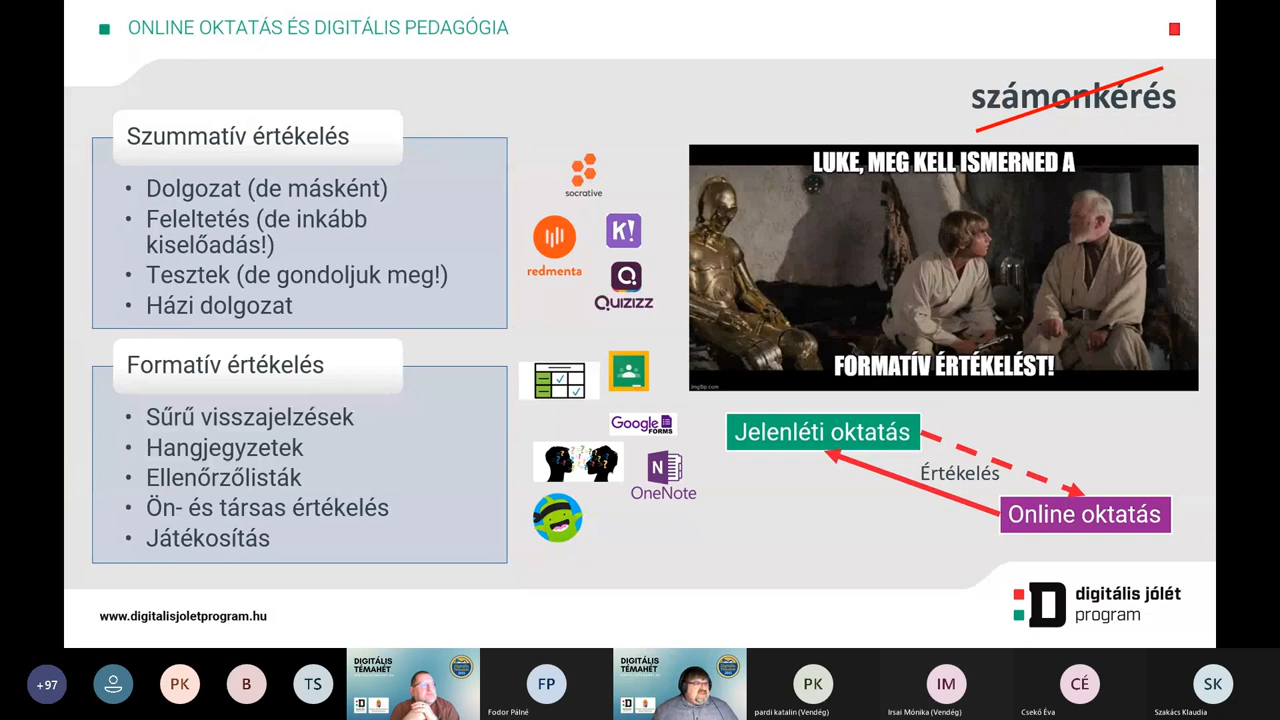 ONLINE OKTATÁS ÉS DIGITÁLIS PEDAGÓGIA
számonkérés
Szummatív értékelés
• Dolgozat (de másként)
• Feleltetés (de inkább
kiselőadás!)
• Tesztek (de gondoljuk meg!)
• Házi dolgozat
socrative
K!
redmenta
Q
Quizizz
LUKE, MEG KELL ISMERNED A
FORMATÍV ÉRTÉKELÉST!
imgflip.com
Formatív értékelés
• Sűrű visszajelzések
• Hangjegyzetek
• Ellenőrzőlisták
• Ön- és társas értékelés
• Játékosítás
Google
FORMS
N
OneNote
Jelenléti oktatás
Értékelés
Online oktatás
www.digitalisjoletprogram.hu
digitális jólét
program
+97
PK
B
TS
DIGITÁLIS
TÉMAHÉT
FP
Fodor Pálné
DIGITÁLIS
TÉMAHÉT
PK
pardi katalin (Vendég)
IM
Irsai Mónika (Vendég)
CÉ
Csekő Éva
SK
Szakács Klaudia